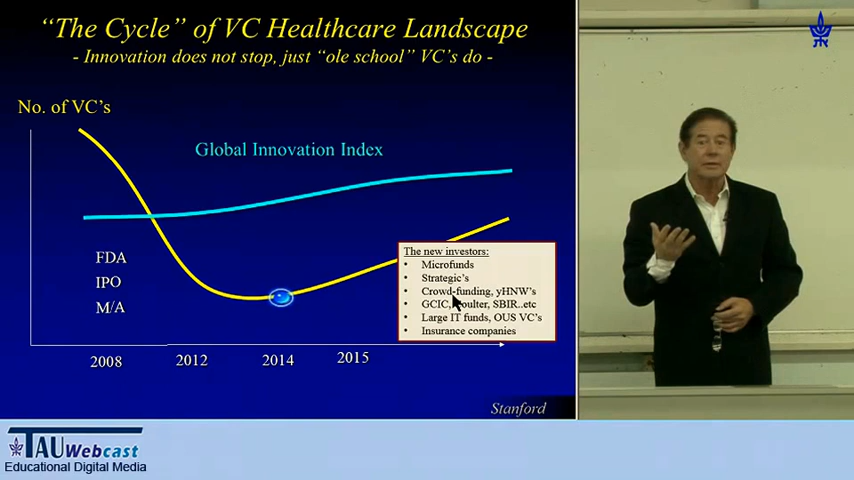 “The Cycle” of VC Healthcare Landscape
- Innovation does not stop, just “ole school” VC’s do -
No. of VC’s
Global Innovation Index
FDA
IPO
M/A
The new investors:
• Microfunds
• Strategic’s
• Crowd-funding, yHNW’s
• GCIC, Coulter, SBIR..etc
• Large IT funds, OUS VC’s
• Insurance companies
2008 2012 2014 2015
Stanford
TAU Webcast
Educational Digital Media